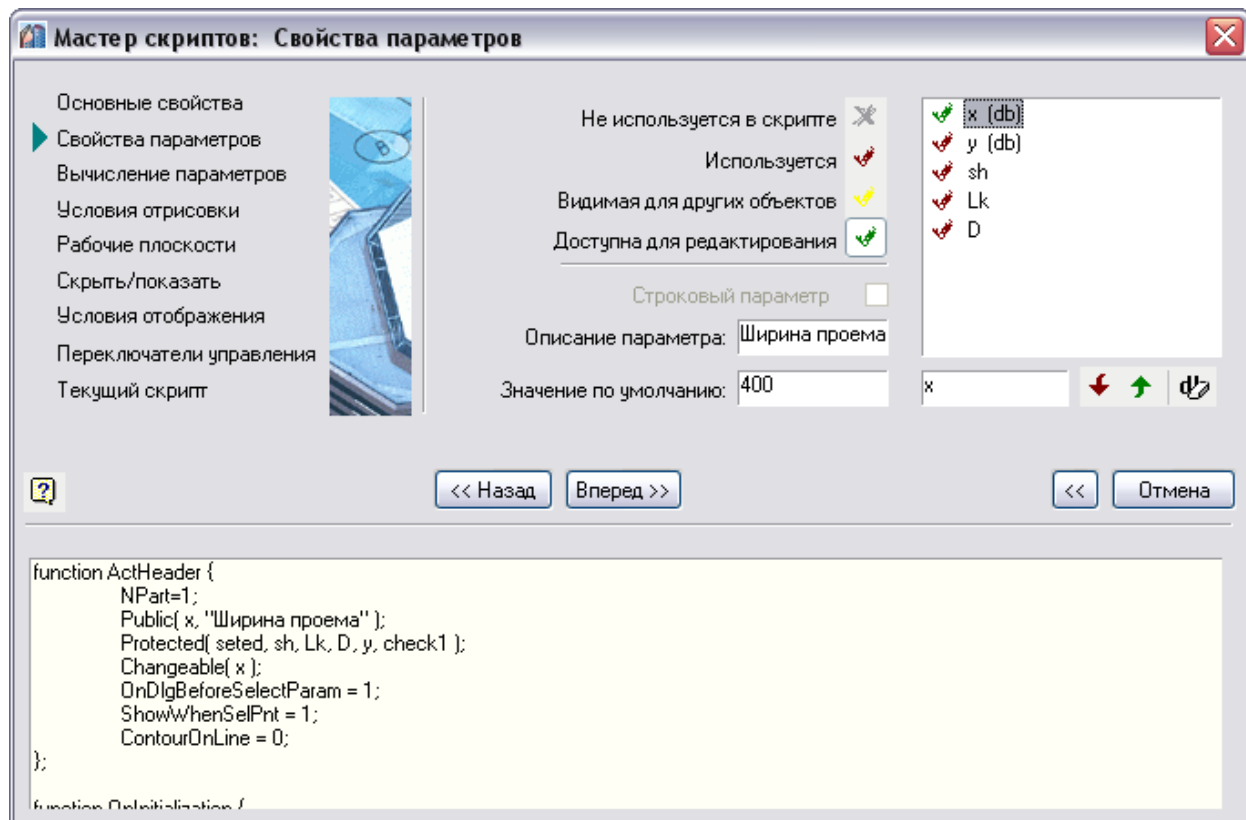 Мастер скриптов: Свойства параметров
Основные свойства
Свойства параметров
Вычисление параметров
Условия отрисовки
Рабочие плоскости
Скрыть/показать
Условия отображения
Переключатели управления
Текущий скрипт
B
Не используется в скрипте
Используется
Видимая для других объектов
Доступна для редактирования
Строковый параметр
Описание параметра: Ширина проема
Значение по умолчанию: 400
x (db)
y (db)
sh
Lk
D
x
<< Назад
Вперед >>
<<
Отмена
function ActHeader {
NPart=1;
Public( x, "Ширина проема" );
Protected( seted, sh, Lk, D, y, check1 );
Changeable( x );
OnDlgBeforeSelectParam = 1;
ShowWhenSelPnt = 1;
ContourOnLine = 0;
};
function OnInitialization {